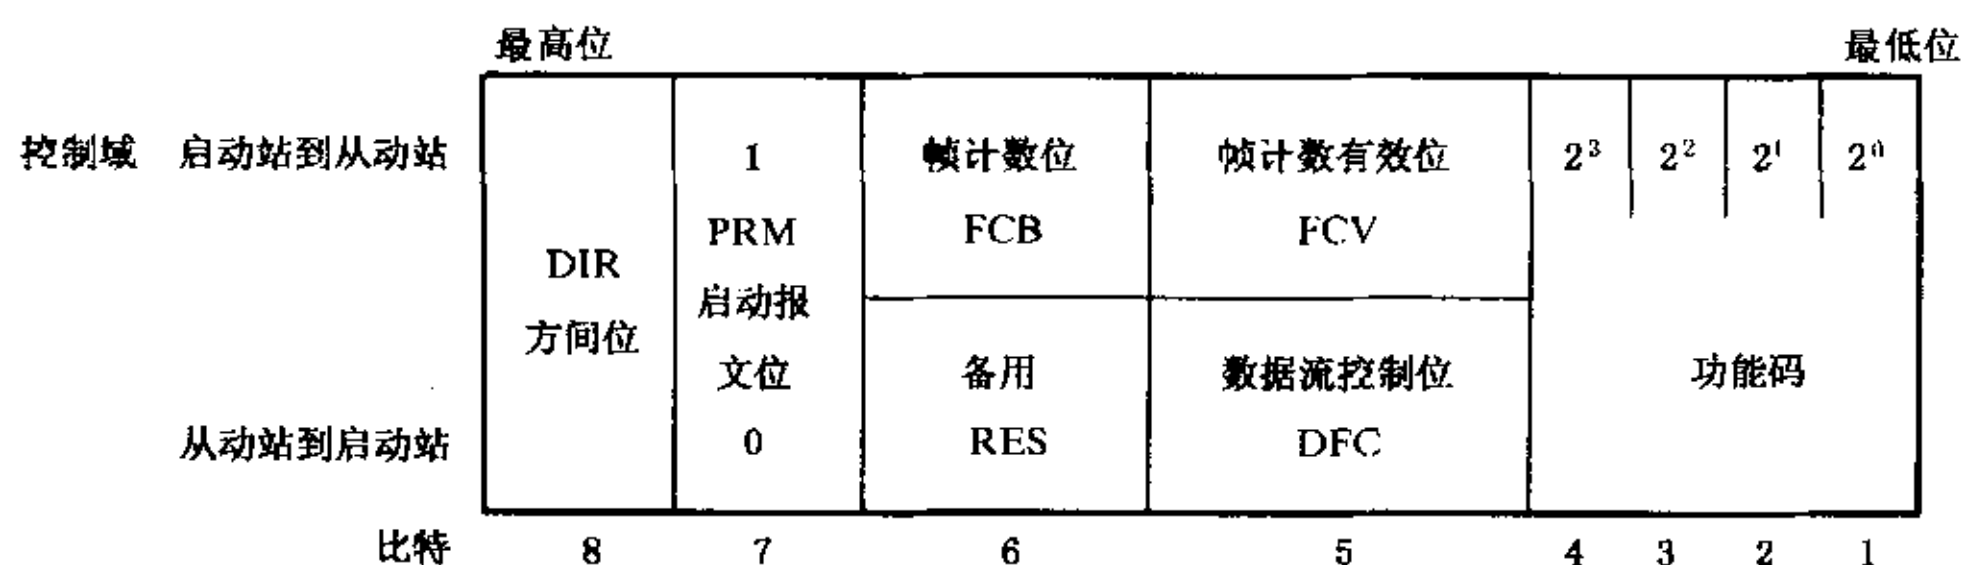 最高位 最低位
控制域 启动站到从动站 1 帧计数位 帧计数有效位 2³ 2² 2¹ 2⁰
PRM FCB FCV
DIR
启动报
方间位
文位 备用 数据流控制位 功能码
从动站到启动站 0 RES DFC
比特 8 7 6 5 4 3 2 1